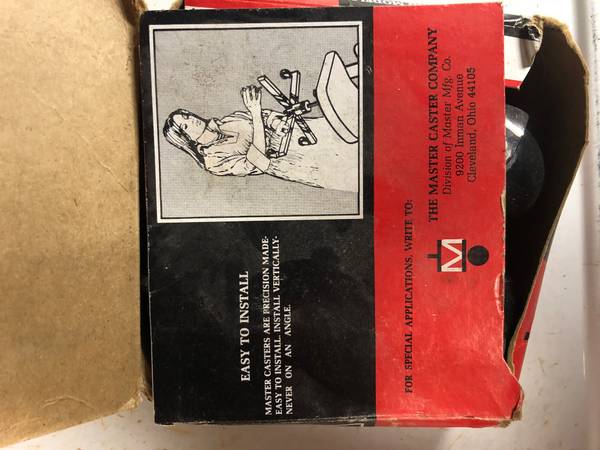 EASY TO INSTALL
MASTER CASTERS ARE PRECISION MADE-
EASY TO INSTALL. INSTALL VERTICALLY-
NEVER ON AN ANGLE.
FOR SPECIAL APPLICATIONS, WRITE TO:
THE MASTER CASTER COMPANY
Division of Master Mfg. Co.
9200 Inman Avenue
Cleveland, Ohio 44105
M